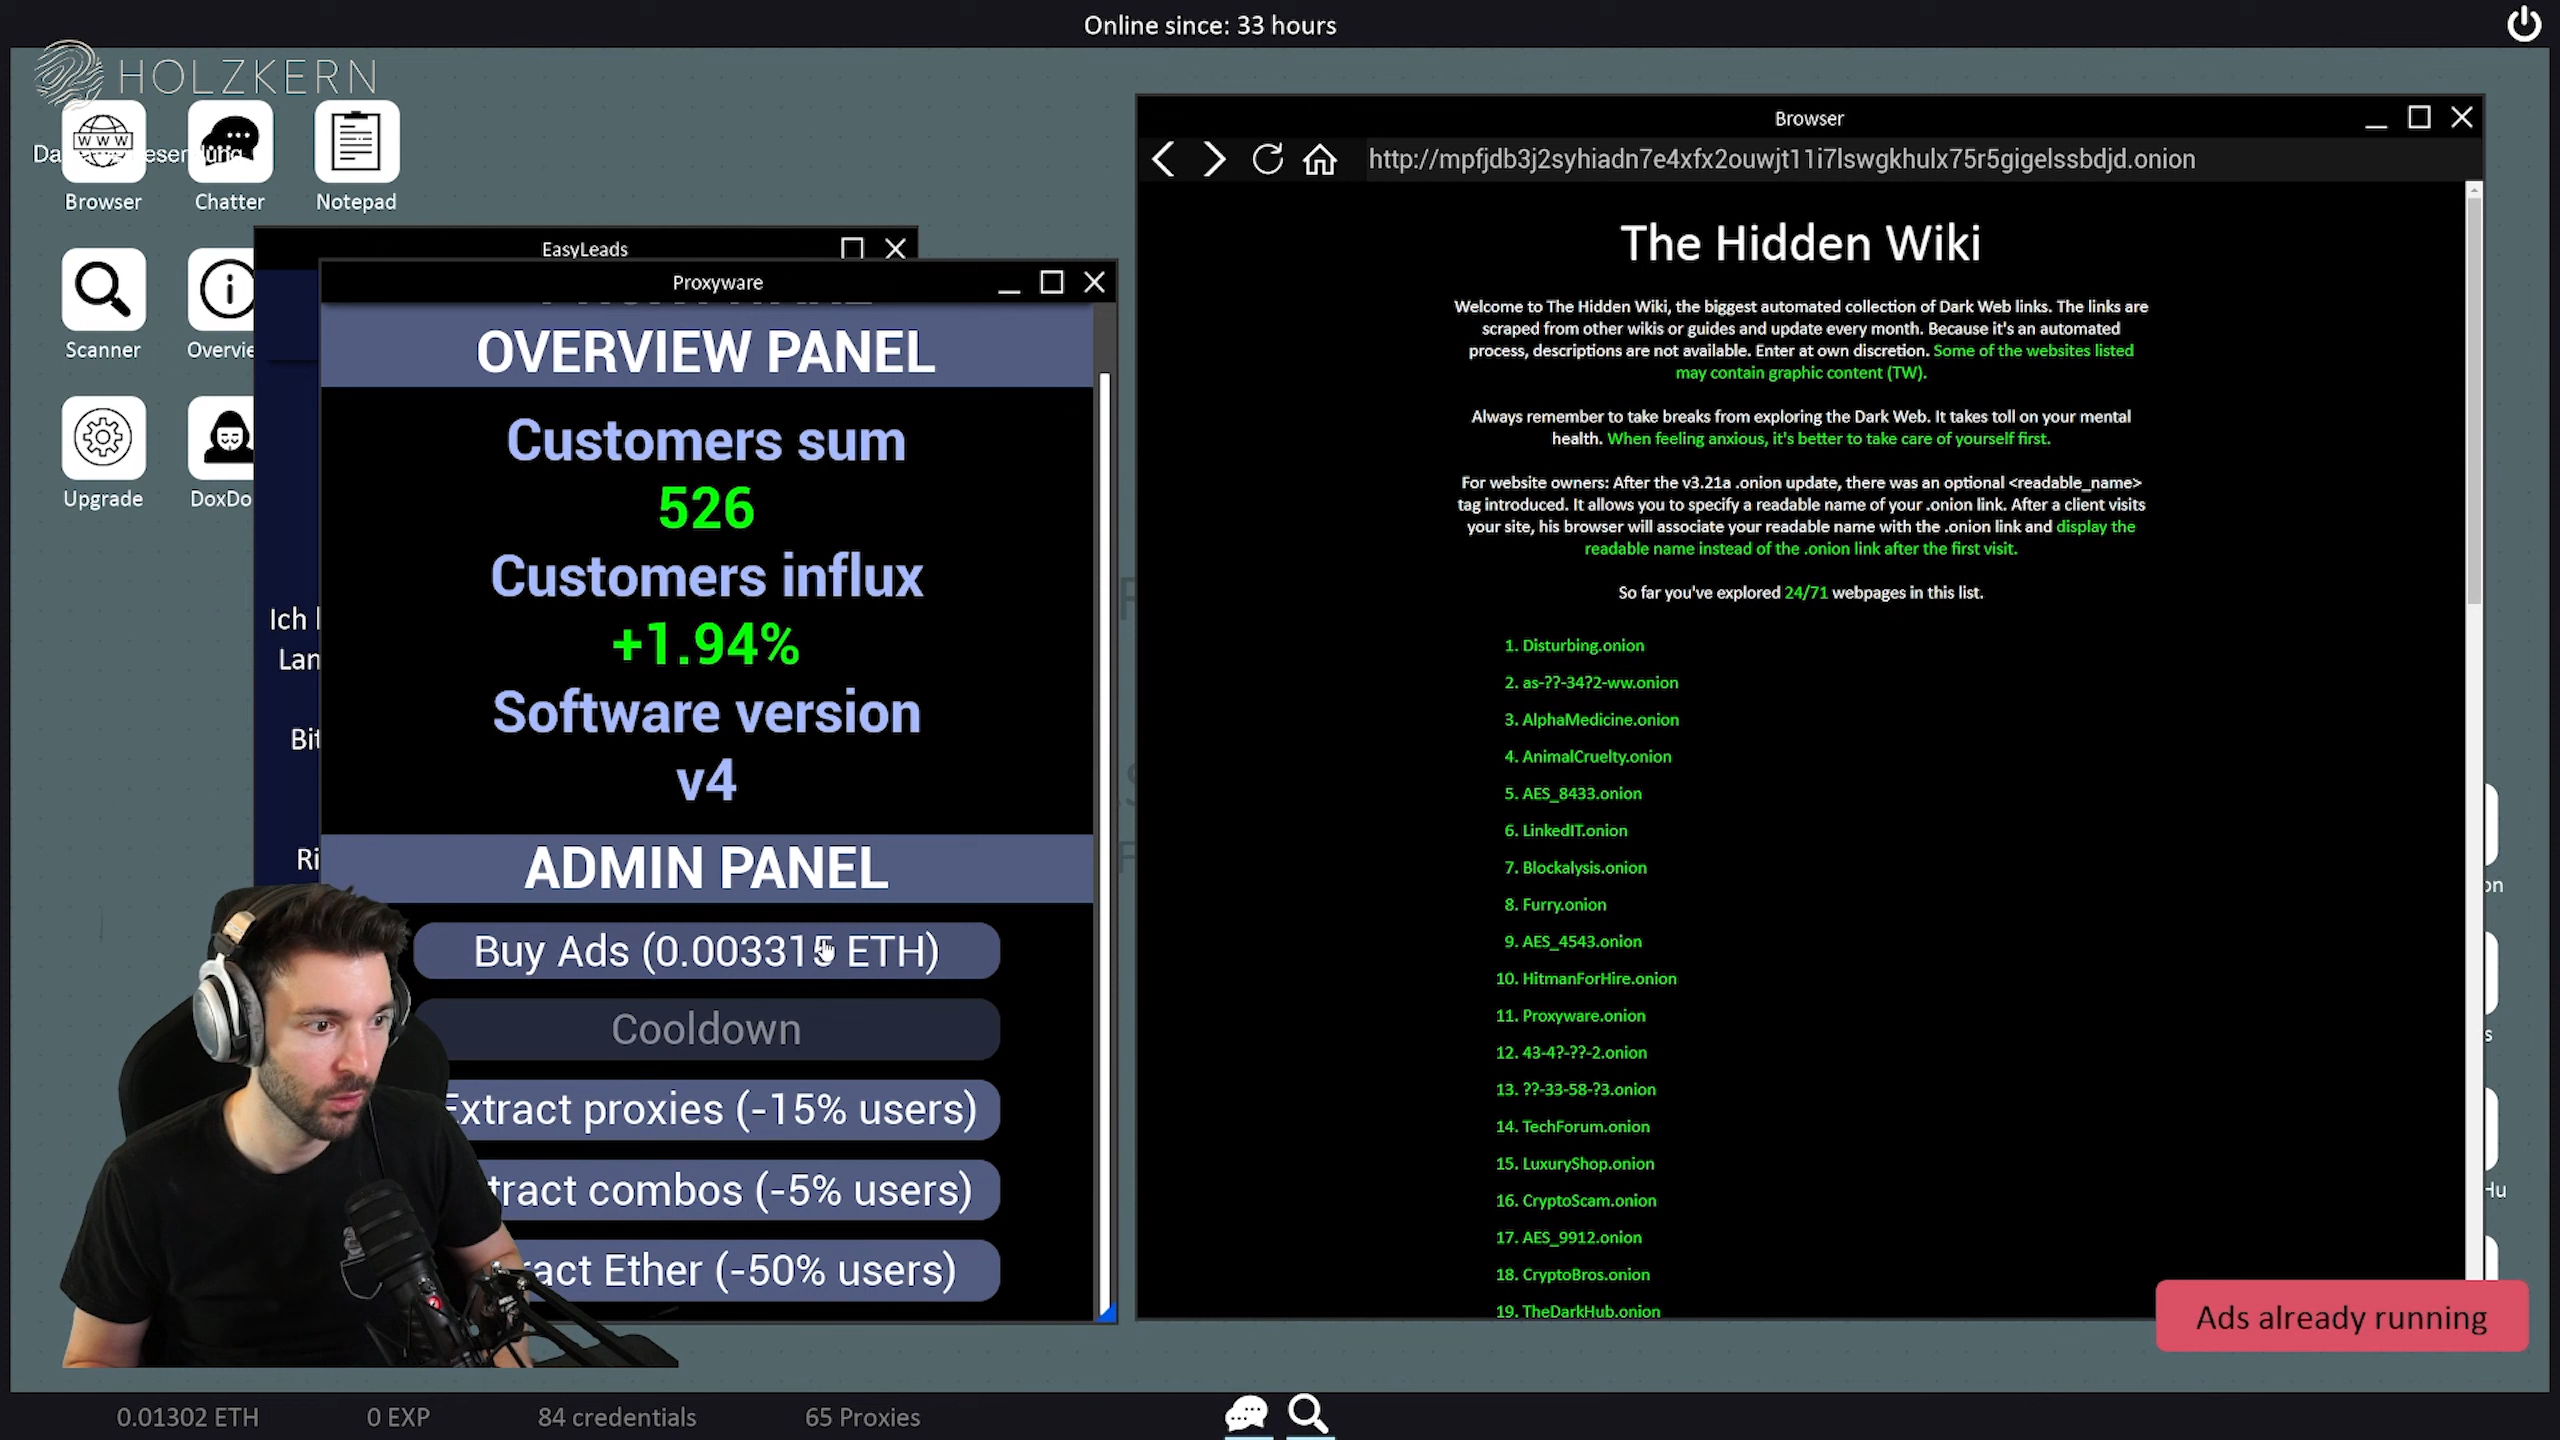 Online since: 33 hours
HOLZKERN
Browser
Chatter
Notepad
Scanner
Upgrade
EasyLeads
Ich
Proxyware
OVERVIEW PANEL
Customers sum
526
Customers influx
+1.94%
Software version
v4
ADMIN PANEL
Buy Ads (0.003315 ETH)
Cooldown
Extract proxies (-15% users)
tract combos (-5% users)
ract Ether (-50% users)
Browser
http://mpfjdb3j2syhiadn7e4xfx2ouwjt11i7lswgkhulx75r5gigelssbdjd.onion
The Hidden Wiki
Welcome to The Hidden Wiki, the biggest automated collection of Dark Web links. The links are
scraped from other wikis or guides and update every month. Because it's an automated
process, descriptions are not available. Enter at own discretion. Some of the websites listed
may contain graphic content (TW).
Always remember to take breaks from exploring the Dark Web. It takes toll on your mental
health. When feeling anxious, it's better to take care of yourself first.
For website owners: After the v3.21a .onion update, there was an optional <readable_name>
tag introduced. It allows you to specify a readable name of your .onion link. After a client visits
your site, his browser will associate your readable name with the .onion link and display the
readable name instead of the .onion link after the first visit.
So far you've explored 24/71 webpages in this list.
1. Disturbing.onion
2. as-??-34?2-ww.onion
3. AlphaMedicine.onion
4. AnimalCruelty.onion
5. AES_8433.onion
6. LinkedIT.onion
7. Blockalysis.onion
8. Furry.onion
9. AES_4543.onion
10. HitmanForHire.onion
11. Proxyware.onion
12. 43-4?-??-2.onion
13. ??-33-58-?3.onion
14. TechForum.onion
15. LuxuryShop.onion
16. CryptoScam.onion
17. AES_9912.onion
18. CryptoBros.onion
19. TheDarkHub.onion
Ads already running
0.01302 ETH
0 EXP
84 credentials
65 Proxies